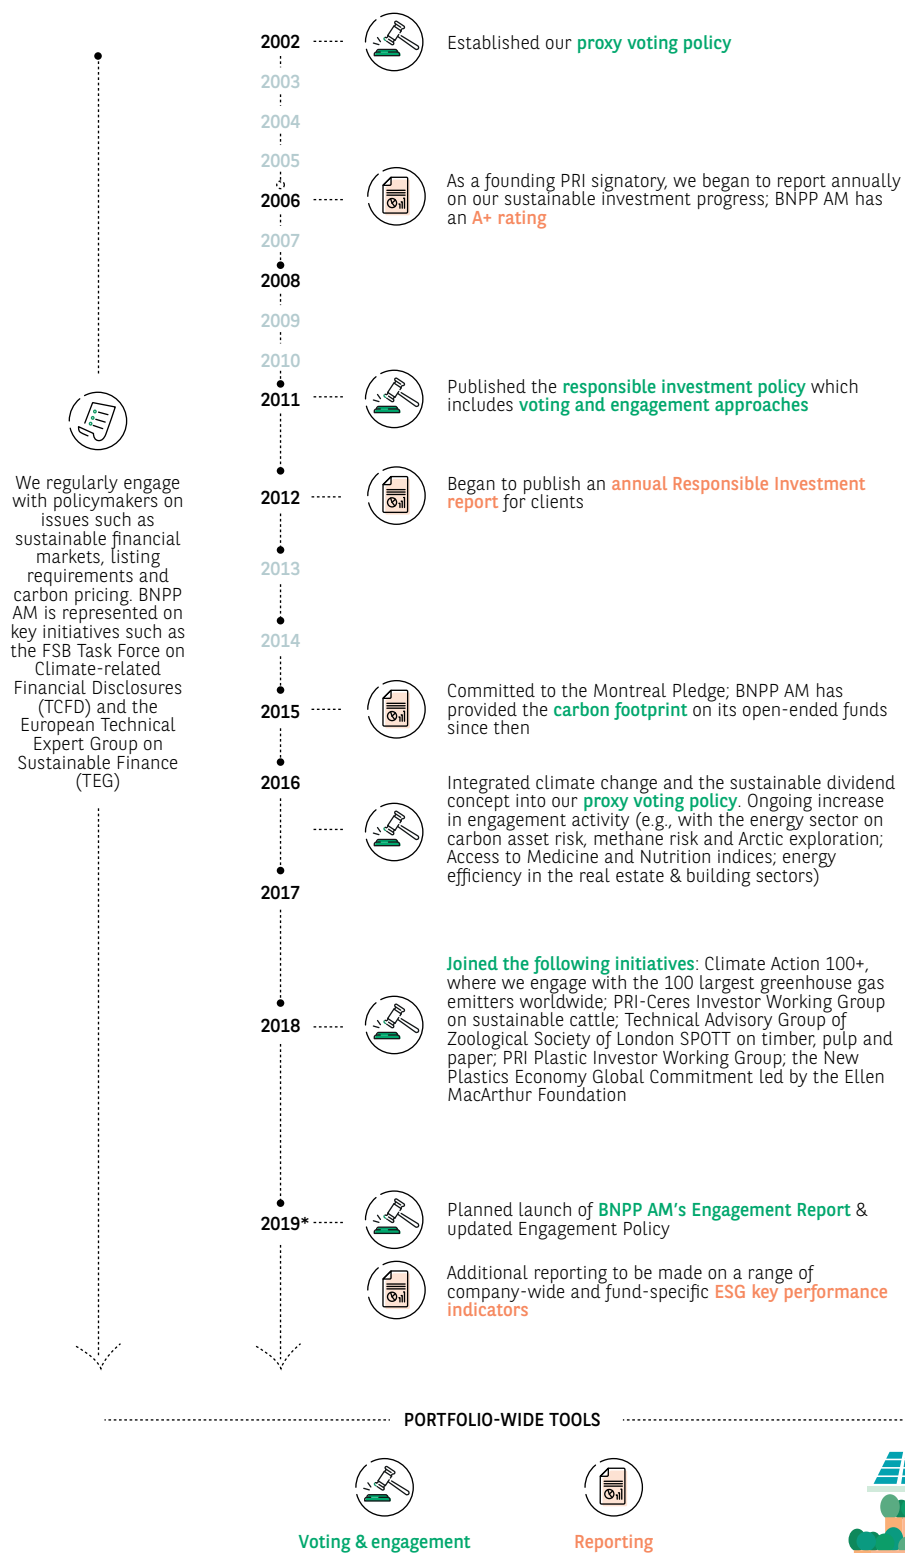 2002
Established our proxy voting policy
2003
2004
2005
2006
As a founding PRI signatory, we began to report annually
on our sustainable investment progress; BNPP AM has
an A+ rating
2007
2008
2009
2010
2011
Published the responsible investment policy which
includes voting and engagement approaches
We regularly engage
with policymakers on
issues such as
sustainable financial
markets, listing
requirements and
carbon pricing. BNPP
AM is represented on
key initiatives such as
the FSB Task Force on
Climate-related
Financial Disclosures
(TCFD) and the
European Technical
Expert Group on
Sustainable Finance
(TEG)
2012
Began to publish an annual Responsible Investment
report for clients
2013
2014
2015
Committed to the Montreal Pledge; BNPP AM has
provided the carbon footprint on its open-ended funds
since then
2016
Integrated climate change and the sustainable dividend
concept into our proxy voting policy. Ongoing increase
in engagement activity (e.g., with the energy sector on
carbon asset risk, methane risk and Arctic exploration;
Access to Medicine and Nutrition indices; energy
efficiency in the real estate & building sectors)
2017
2018
Joined the following initiatives: Climate Action 100+,
where we engage with the 100 largest greenhouse gas
emitters worldwide; PRI-Ceres Investor Working Group
on sustainable cattle; Technical Advisory Group of
Zoological Society of London SPOTT on timber, pulp and
paper; PRI Plastic Investor Working Group; the New
Plastics Economy Global Commitment led by the Ellen
MacArthur Foundation
2019*
Planned launch of BNPP AM's Engagement Report &
updated Engagement Policy
Additional reporting to be made on a range of
company-wide and fund-specific ESG key performance
indicators
PORTFOLIO-WIDE TOOLS
Voting & engagement
Reporting